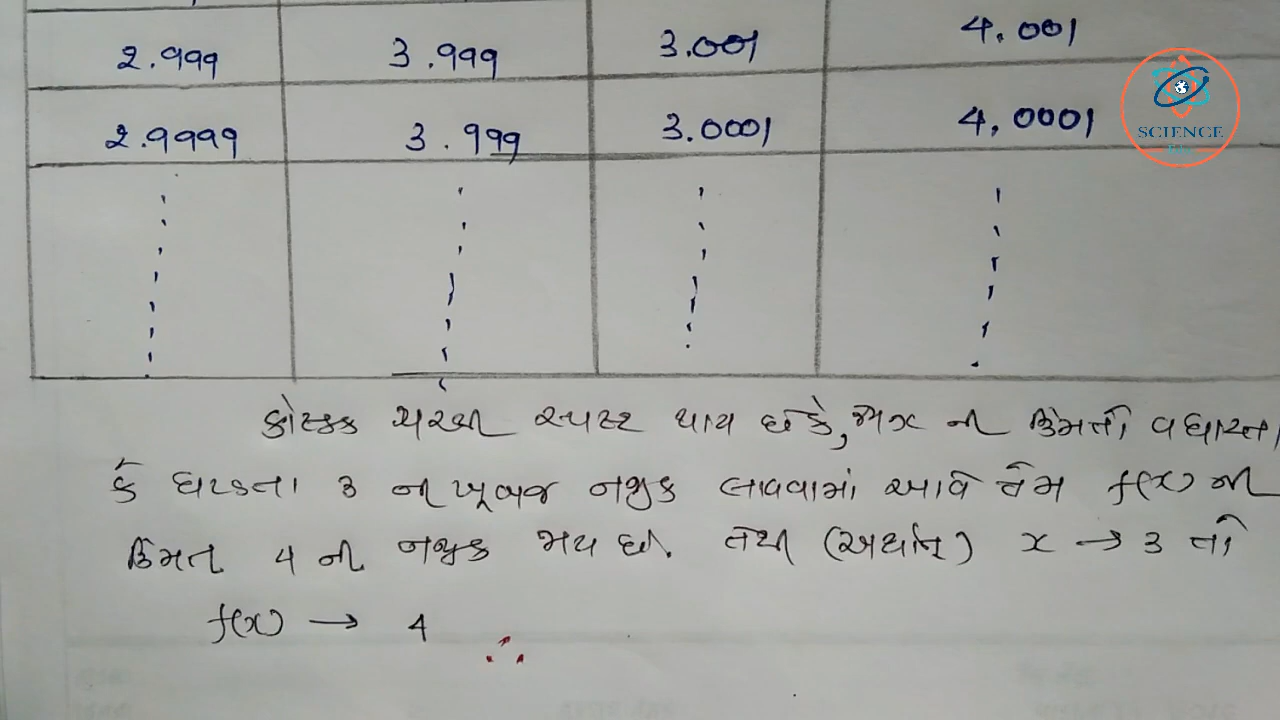 2.999 3.999 3.001 4.001
2.9999 3.999 3.0001 4.0001
SCIENCE
કોષ્ટક પરથી સ્પષ્ટ થાય છે કે, જેમ x ની કિંમતો વધારતા
કે ઘટાડતા 3 ની ખૂબજ નજીક લાવવામાં આવે તેમ f(x) ની
કિંમત 4 ની નજીક જાય છે. તેથી (અર્થાત્) x → 3 તો
f(x) → 4
∴